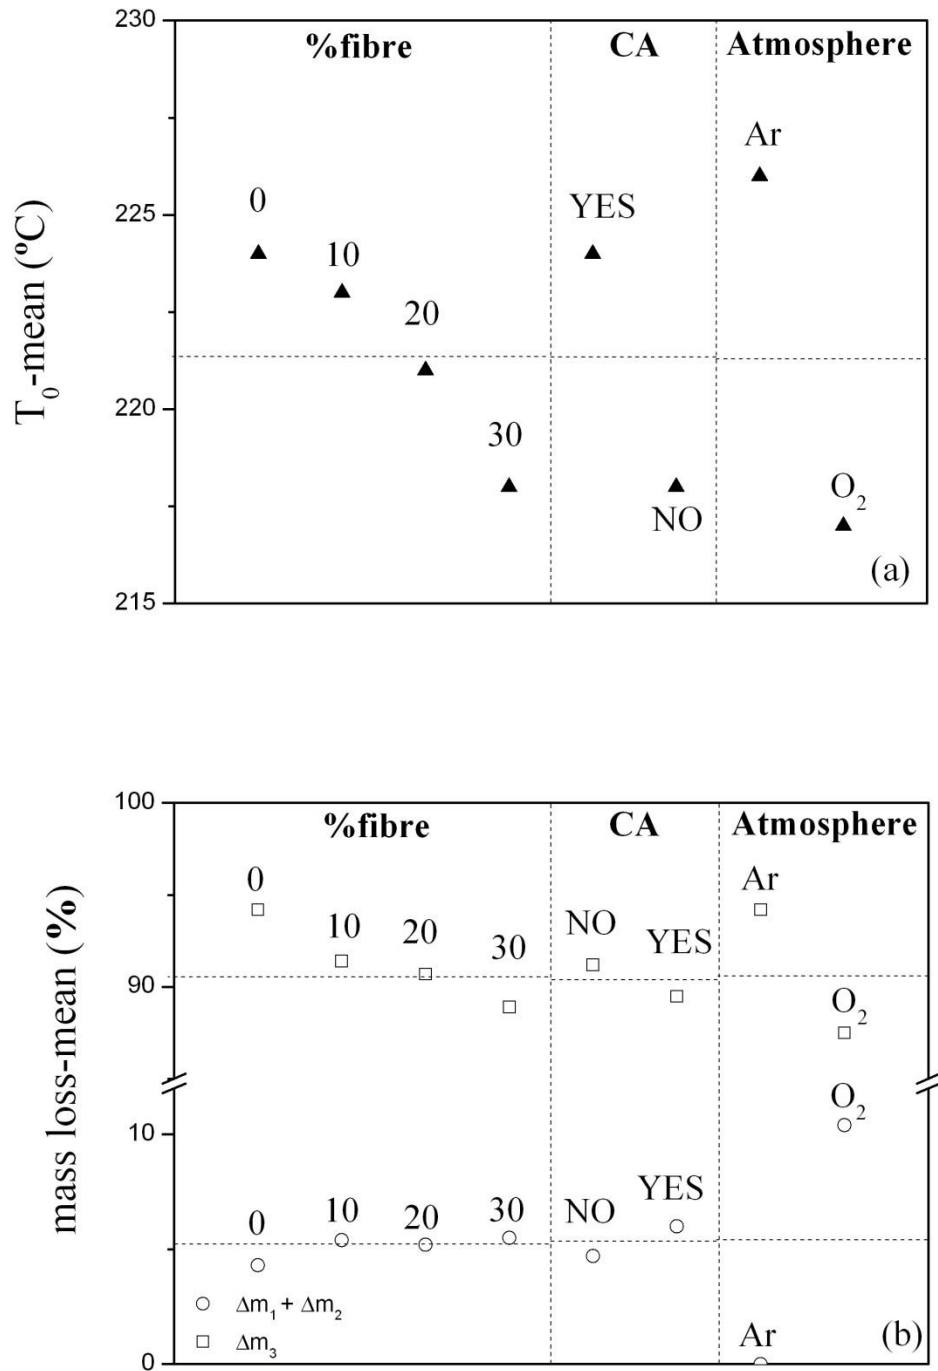 230
%fibre CA Atmosphere
Ar
0
YES
225
10
20
T₀-mean (ºC)
220
30
O₂
NO
(a)
215
100
%fibre CA Atmosphere
0
Ar
10
20
NO
YES
30
90
O₂
mass loss-mean (%)
O₂
10
YES
0
10
20
30
NO
Δm₁ + Δm₂
Δm₃
Ar
(b)
0